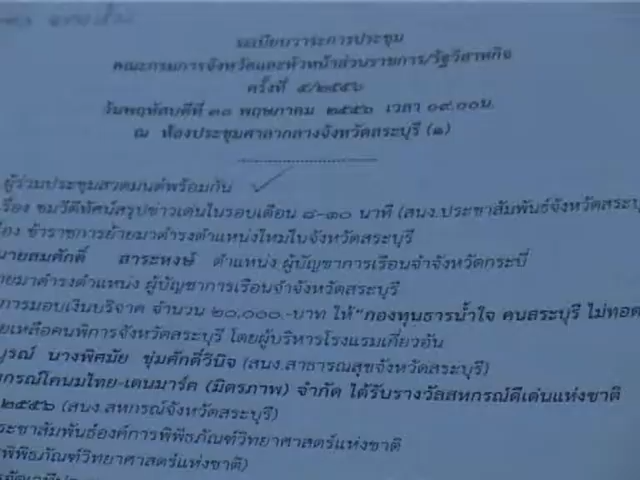 ระเบียบวาระการประชุม
คณะกรมการจังหวัดและหัวหน้าส่วนราชการ/รัฐวิสาหกิจ
ครั้งที่ ๕/๒๕๕๖
วันพฤหัสบดีที่ ๓๐ พฤษภาคม ๒๕๕๖ เวลา ๐๙.๐๐น.
ณ ห้องประชุมศาลากลางจังหวัดสระบุรี (๑)
ผู้ร่วมประชุมสวดมนต์พร้อมกัน
เรื่อง ชมวีดิทัศน์สรุปข่าวเด่นในรอบเดือน ๘-๑๐ นาที (สนง.ประชาสัมพันธ์จังหวัดสระบุ
ข้าราชการย้ายมาดำรงตำแหน่งใหม่ในจังหวัดสระบุรี
นายสมศักดิ์ สาระหงษ์ ตำแหน่ง ผู้บัญชาการเรือนจำจังหวัดกระบี่
ายมาดำรงตำแหน่ง ผู้บัญชาการเรือนจำจังหวัดสระบุรี
การมอบเงินบริจาค จำนวน ๒๐,๐๐๐.-บาท ให้ "กองทุนธารน้ำใจ คนสระบุรี ไม่ทอด
ยเหลือคนพิการจังหวัดสระบุรี โดยผู้บริหารโรงแรมเกี่ยวอัน
บูรณ์ นางพิศมัย ชุ่มศักดิ์วินิจ (สนง.สาธารณสุขจังหวัดสระบุรี)
กรณ์โคนมไทย-เดนมาร์ค (มิตรภาพ) จำกัด ได้รับรางวัลสหกรณ์ดีเด่นแห่งชาติ
๒๕๕๖ (สนง.สหกรณ์จังหวัดสระบุรี)
ระชาสัมพันธ์องค์การพิพิธภัณฑ์วิทยาศาสตร์แห่งชาติ
พิพิธภัณฑ์วิทยาศาสตร์แห่งชาติ)